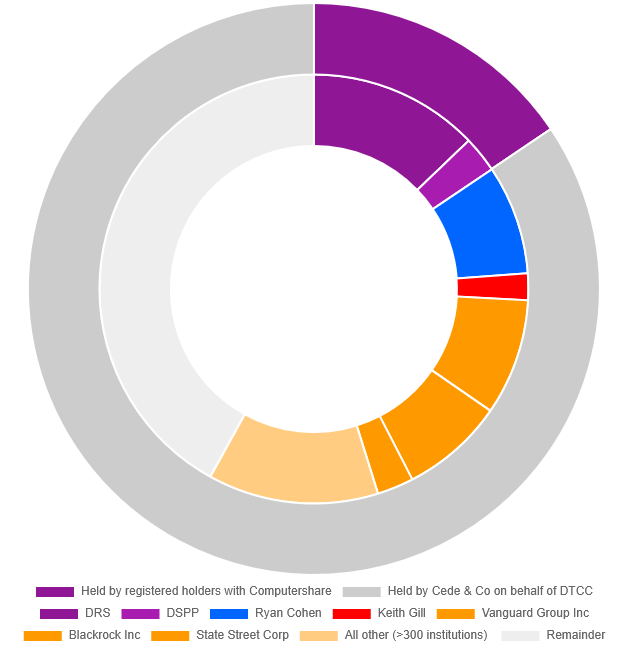 Held by registered holders with Computershare Held by Cede & Co on behalf of DTCC
DRS DSPP Ryan Cohen Keith Gill Vanguard Group Inc
Blackrock Inc State Street Corp All other (>300 institutions) Remainder